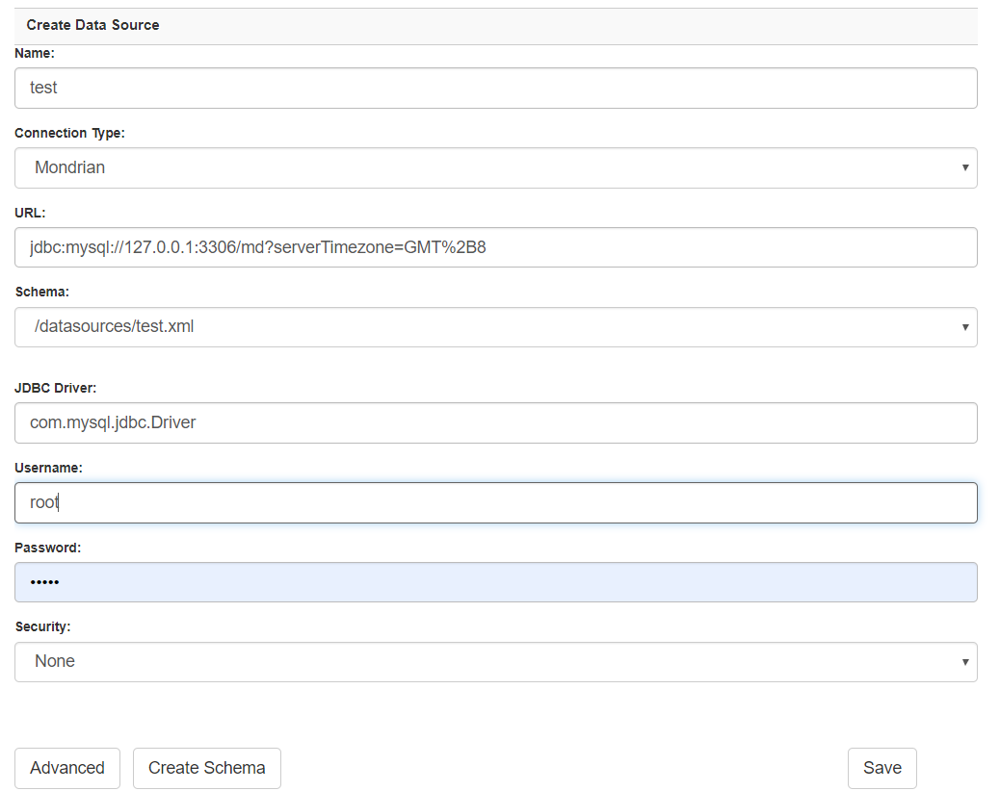 Create Data Source
Name:
test
Connection Type:
Mondrian
URL:
jdbc:mysql://127.0.0.1:3306/md?serverTimezone=GMT%2B8
Schema:
/datasources/test.xml
JDBC Driver:
com.mysql.jdbc.Driver
Username:
root
Password:
•••••
Security:
None
Advanced Create Schema Save